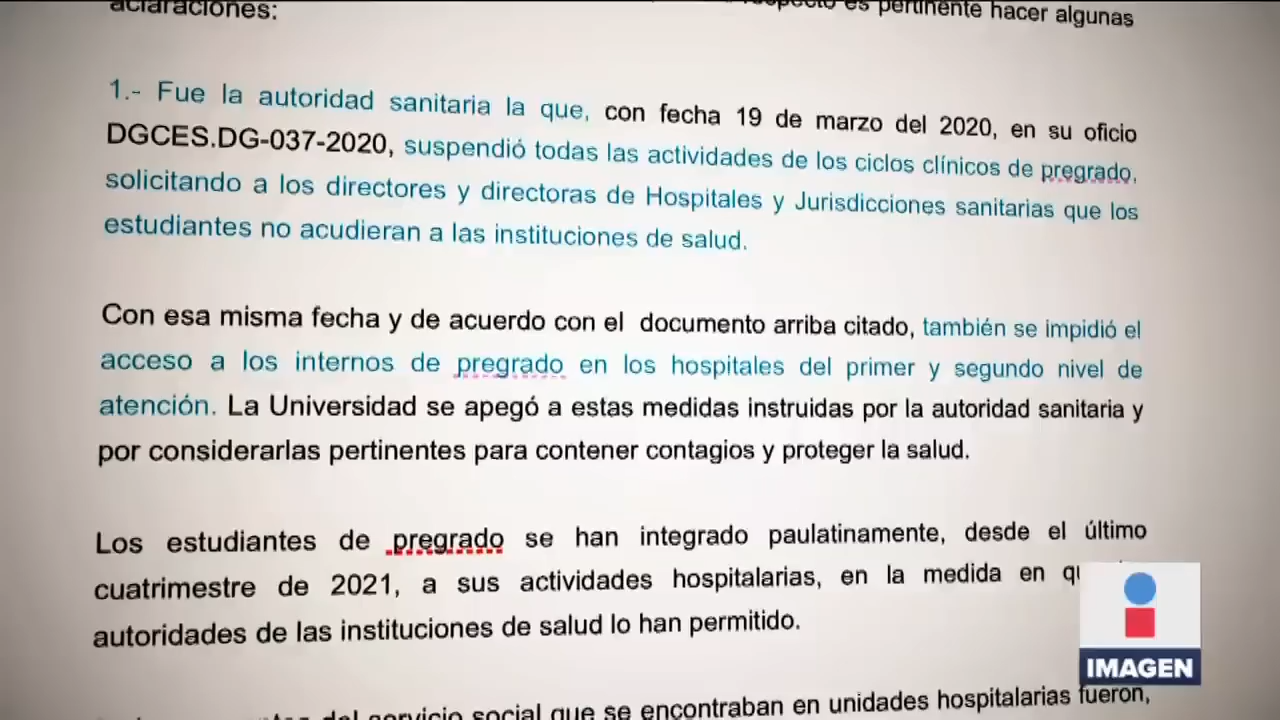 aclaraciones:
respecto es pertinente hacer algunas
1.- Fue la autoridad sanitaria la que, con fecha 19 de marzo del 2020, en su oficio
DGCES.DG-037-2020, suspendió todas las actividades de los ciclos clínicos de pregrado,
solicitando a los directores y directoras de Hospitales y Jurisdicciones sanitarias que los
estudiantes no acudieran a las instituciones de salud.
Con esa misma fecha y de acuerdo con el documento arriba citado, también se impidió el
acceso a los internos de pregrado en los hospitales del primer y segundo nivel de
atención. La Universidad se apegó a estas medidas instruidas por la autoridad sanitaria y
por considerarlas pertinentes para contener contagios y proteger la salud.
Los estudiantes de pregrado se han integrado paulatinamente, desde el último
cuatrimestre de 2021, a sus actividades hospitalarias, en la medida en
autoridades de las instituciones de salud lo han permitido.
del servicio social que se encontraban en unidades hospitalarias fueron,
IMAGEN